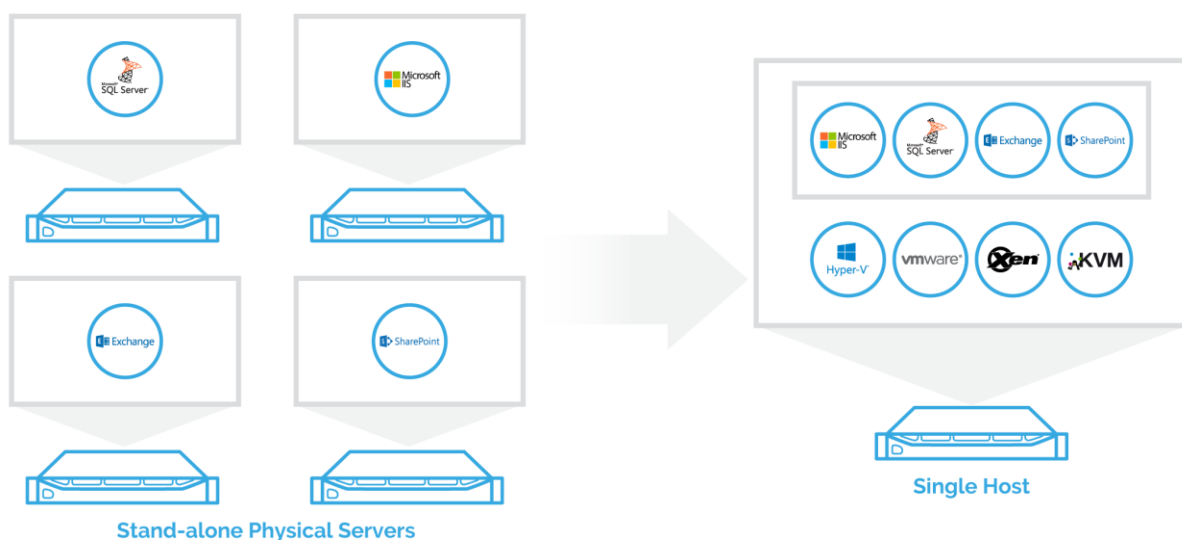 Microsoft®
SQL Server®
Microsoft
IIS
E Exchange
S SharePoint
Stand-alone Physical Servers
Microsoft
IIS
Microsoft®
SQL Server®
E Exchange
S SharePoint
Hyper-V
vmware®
Xen®
KVM
Single Host